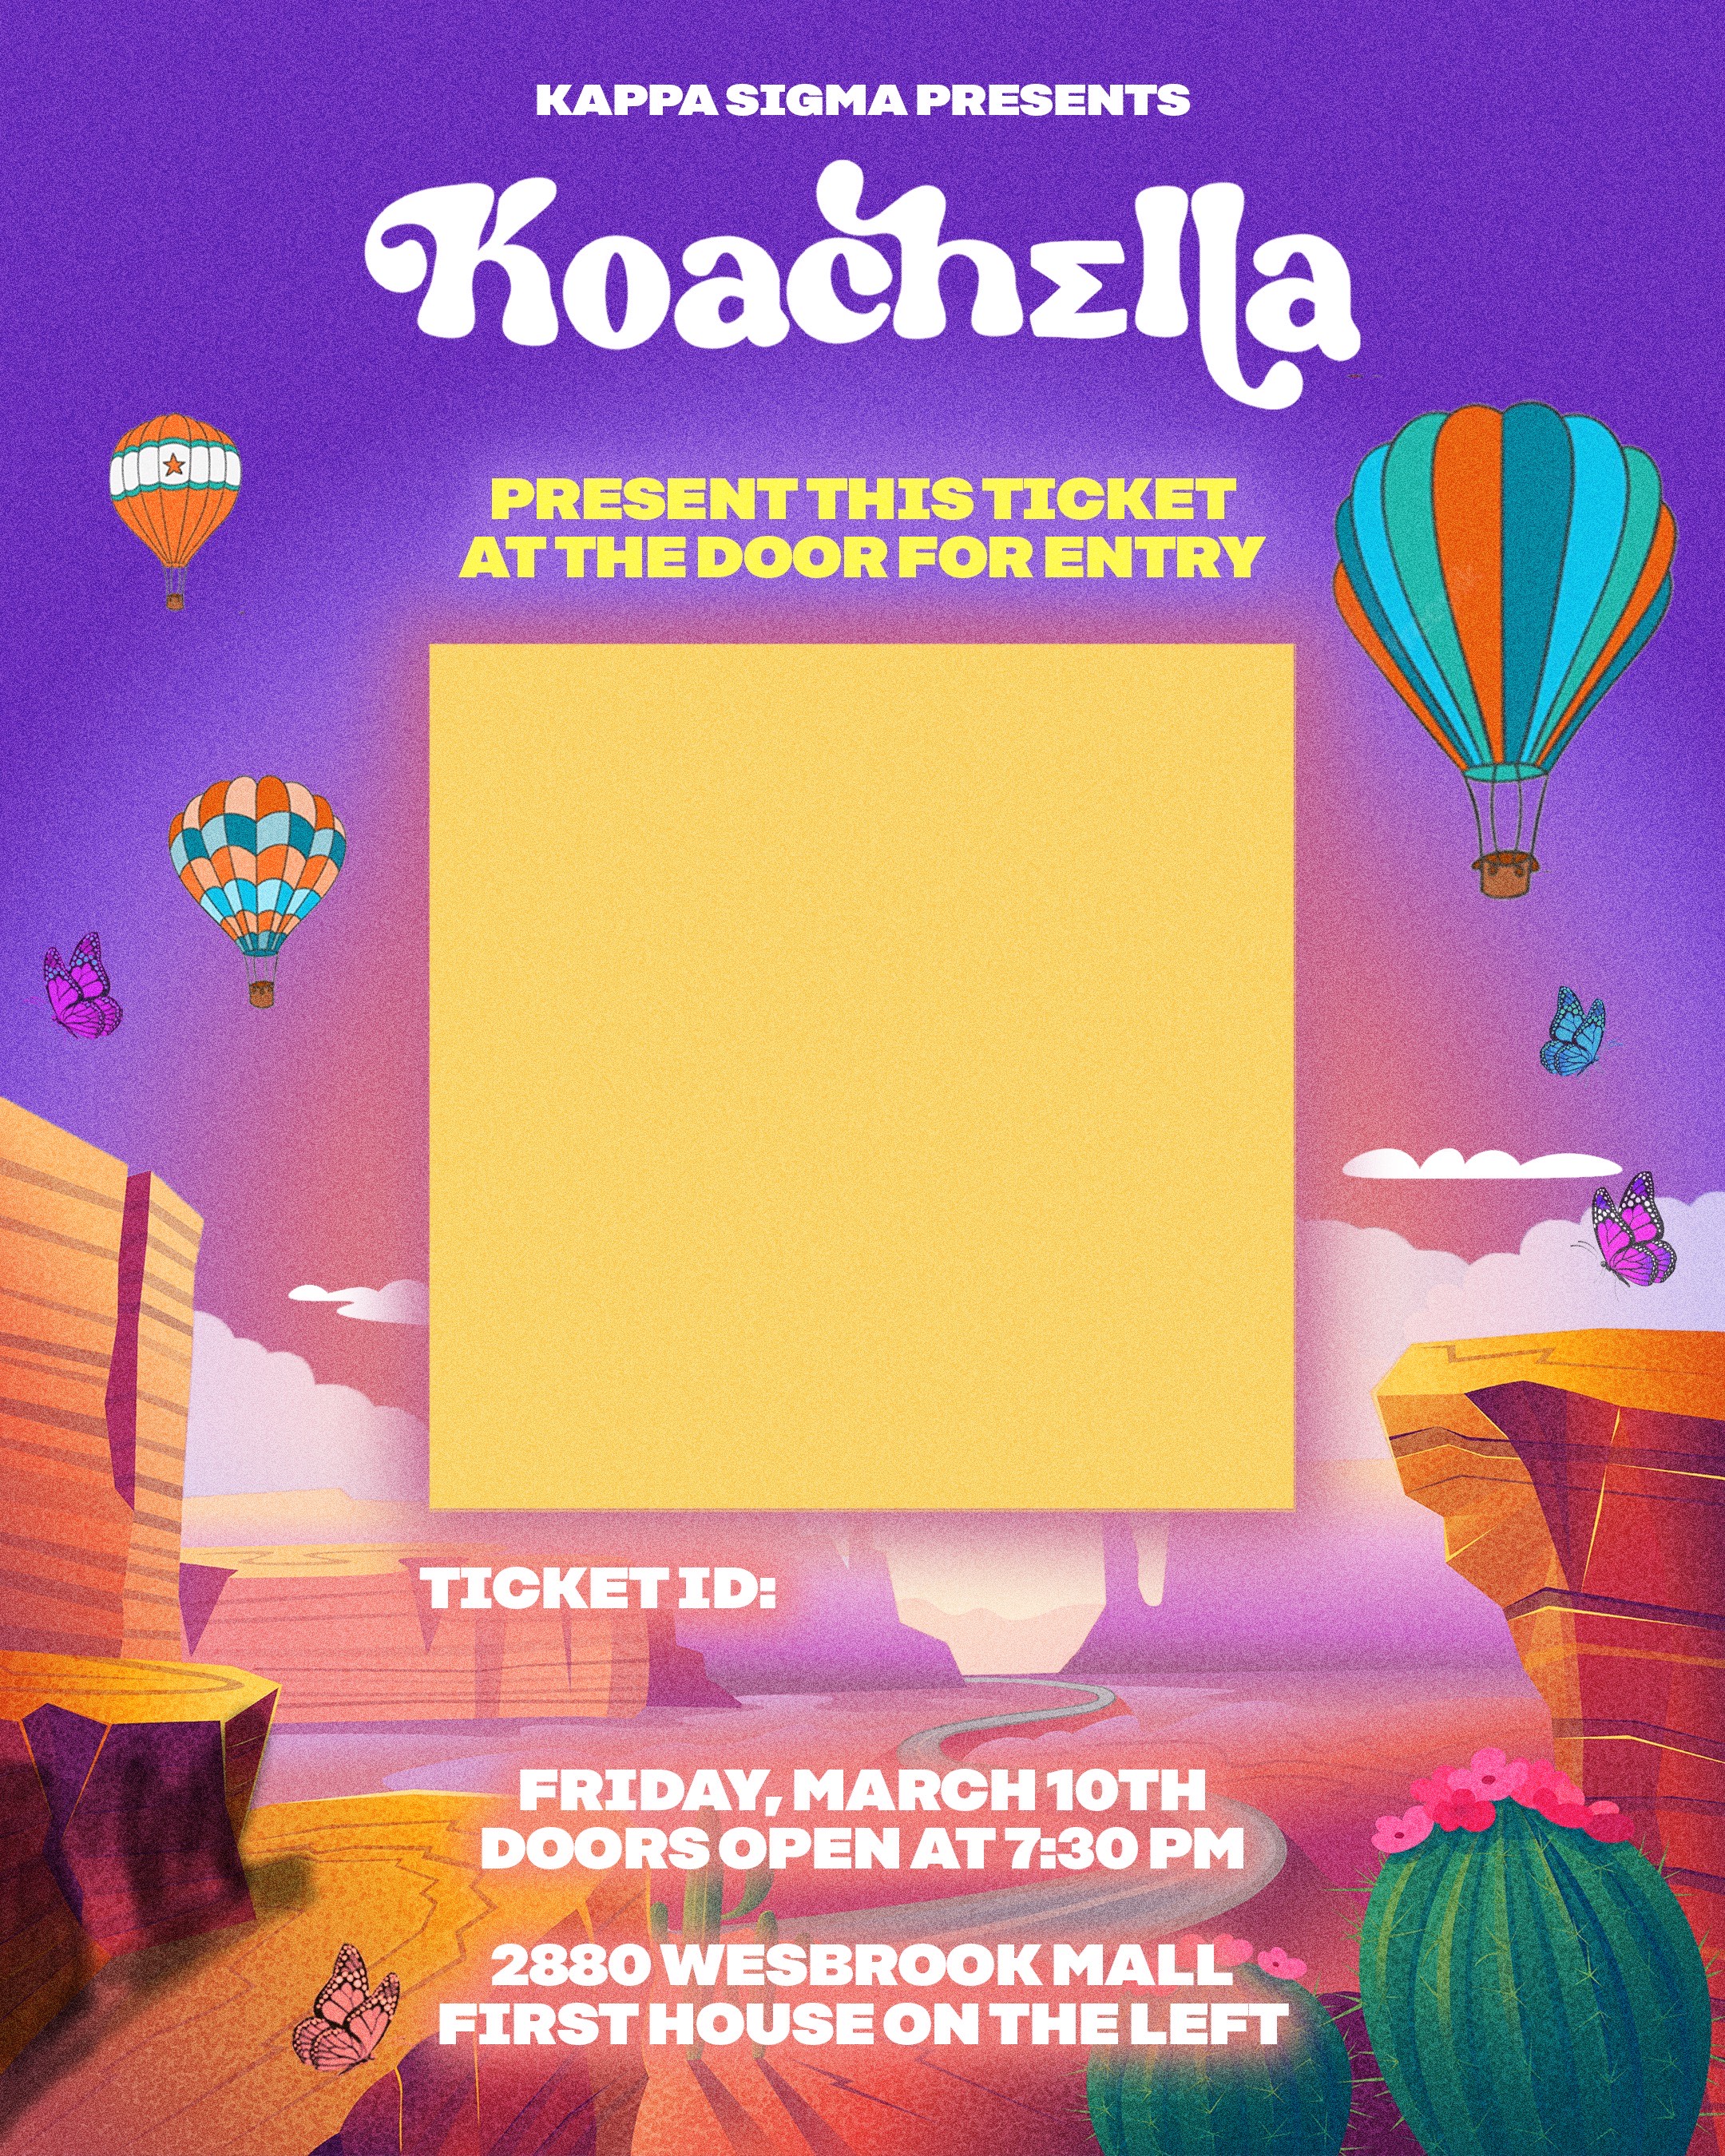 KAPPA SIGMA PRESENTS
KoachΣlla
PRESENT THIS TICKET
AT THE DOOR FOR ENTRY
TICKET ID:
FRIDAY, MARCH 10TH
DOORS OPEN AT 7:30 PM
2880 WESBROOK MALL
FIRST HOUSE ON THE LEFT